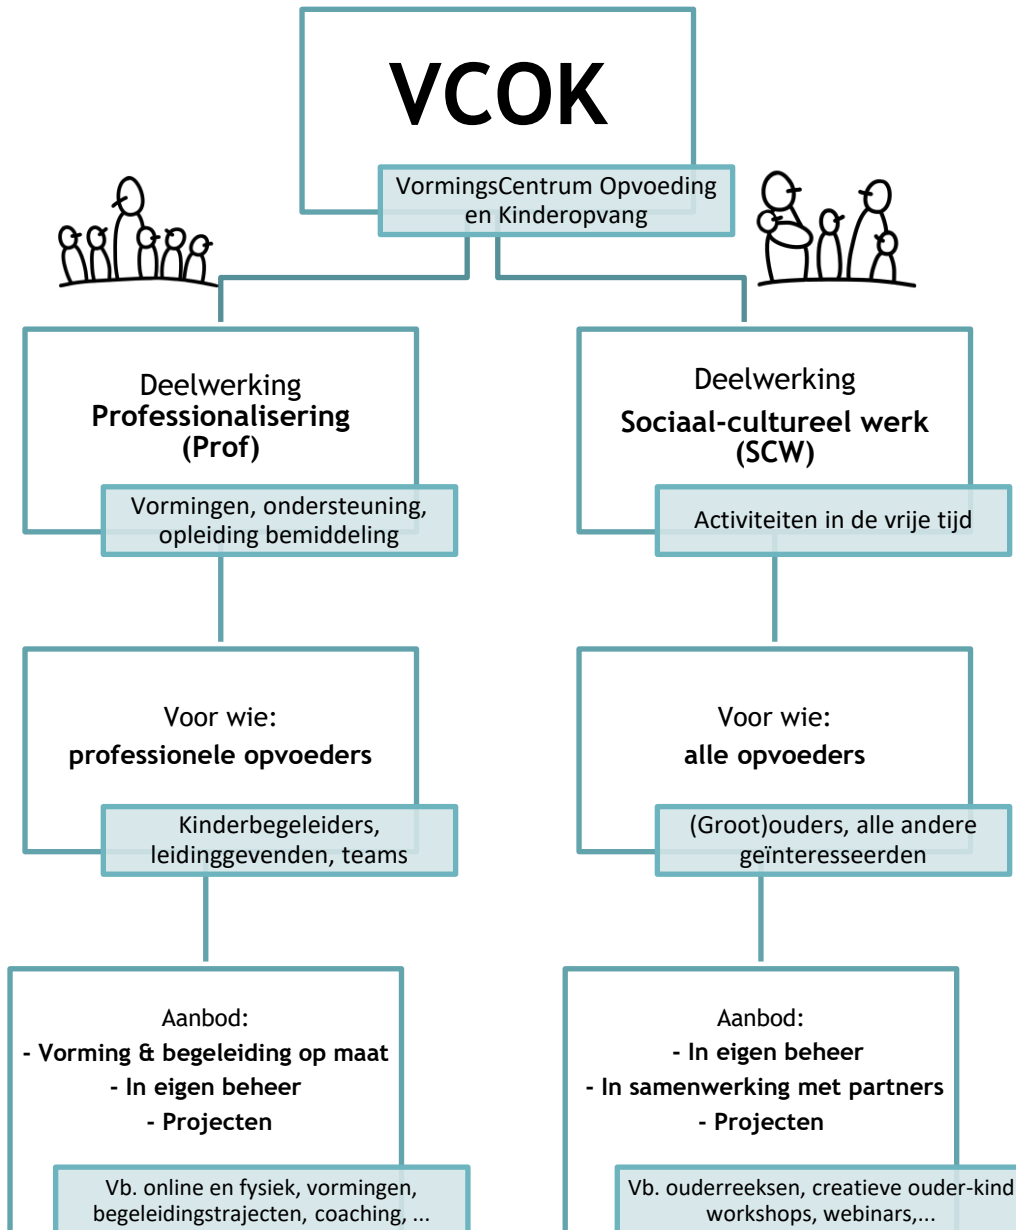 VCOK
VormingsCentrum Opvoeding
en Kinderopvang
Deelwerking
Professionalisering
(Prof)
Vormingen, ondersteuning,
opleiding bemiddeling
Voor wie:
professionele opvoeders
Kinderbegeleiders,
leidinggevenden, teams
Aanbod:
- Vorming & begeleiding op maat
- In eigen beheer
- Projecten
Vb. online en fysiek, vormingen,
begeleidingstrajecten, coaching, ...
Deelwerking
Sociaal-cultureel werk
(SCW)
Activiteiten in de vrije tijd
Voor wie:
alle opvoeders
(Groot)ouders, alle andere
geïnteresseerden
Aanbod:
- In eigen beheer
- In samenwerking met partners
- Projecten
Vb. ouderreeksen, creatieve ouder-kind
workshops, webinars,...